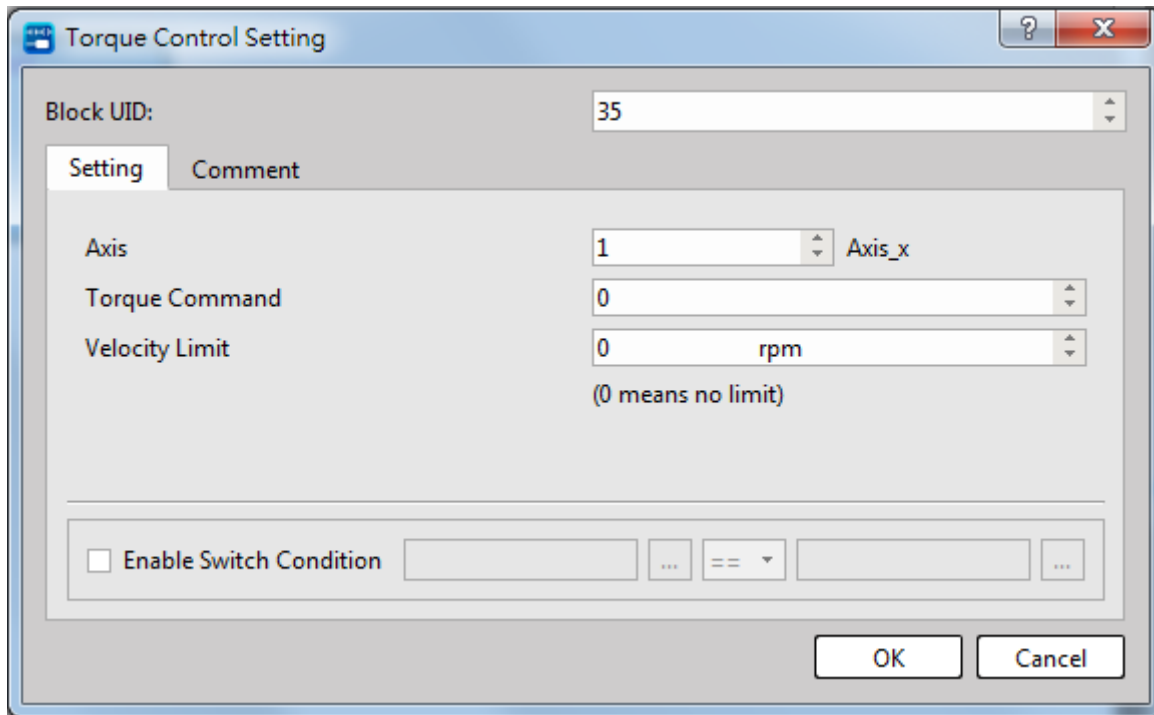 Torque Control Setting
Block UID: 35
Setting Comment
Axis 1 Axis_x
Torque Command 0
Velocity Limit 0 rpm
(0 means no limit)
Enable Switch Condition ... == ...
OK Cancel